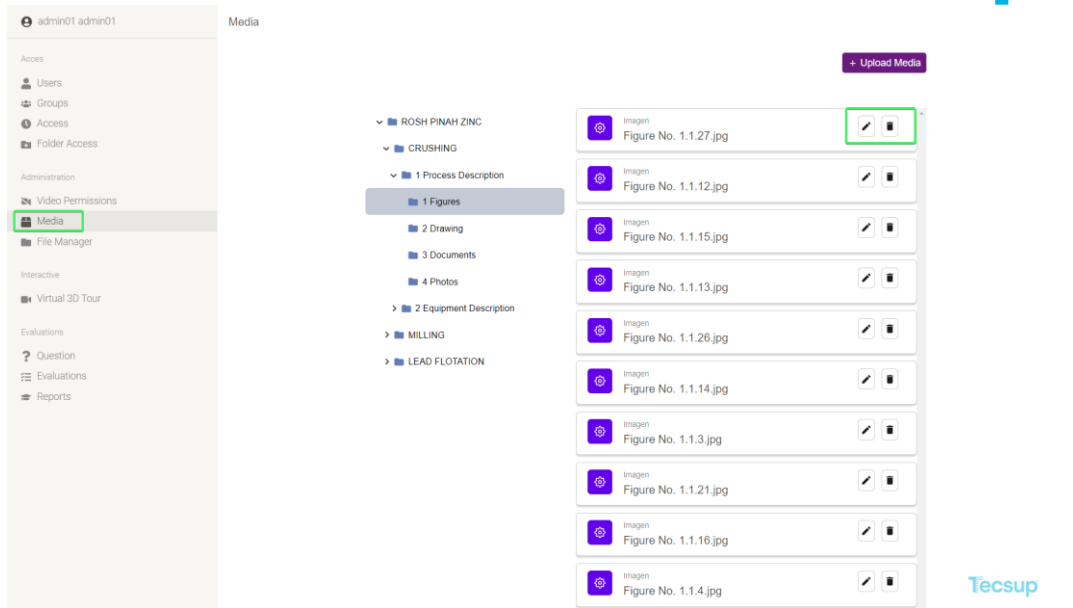 admin01 admin01
Media
Acces
Users
Groups
Access
Folder Access
Administration
Video Permissions
Media
File Manager
Interactive
Virtual 3D Tour
Evaluations
Question
Evaluations
Reports
+ Upload Media
ROSH PINAH ZINC
CRUSHING
1 Process Description
1 Figures
2 Drawing
3 Documents
4 Photos
2 Equipment Description
MILLING
LEAD FLOTATION
Imagen
Figure No. 1.1.27.jpg
Imagen
Figure No. 1.1.12.jpg
Imagen
Figure No. 1.1.15.jpg
Imagen
Figure No. 1.1.13.jpg
Imagen
Figure No. 1.1.26.jpg
Imagen
Figure No. 1.1.14.jpg
Imagen
Figure No. 1.1.3.jpg
Imagen
Figure No. 1.1.21.jpg
Imagen
Figure No. 1.1.16.jpg
Imagen
Figure No. 1.1.4.jpg
Tecsup